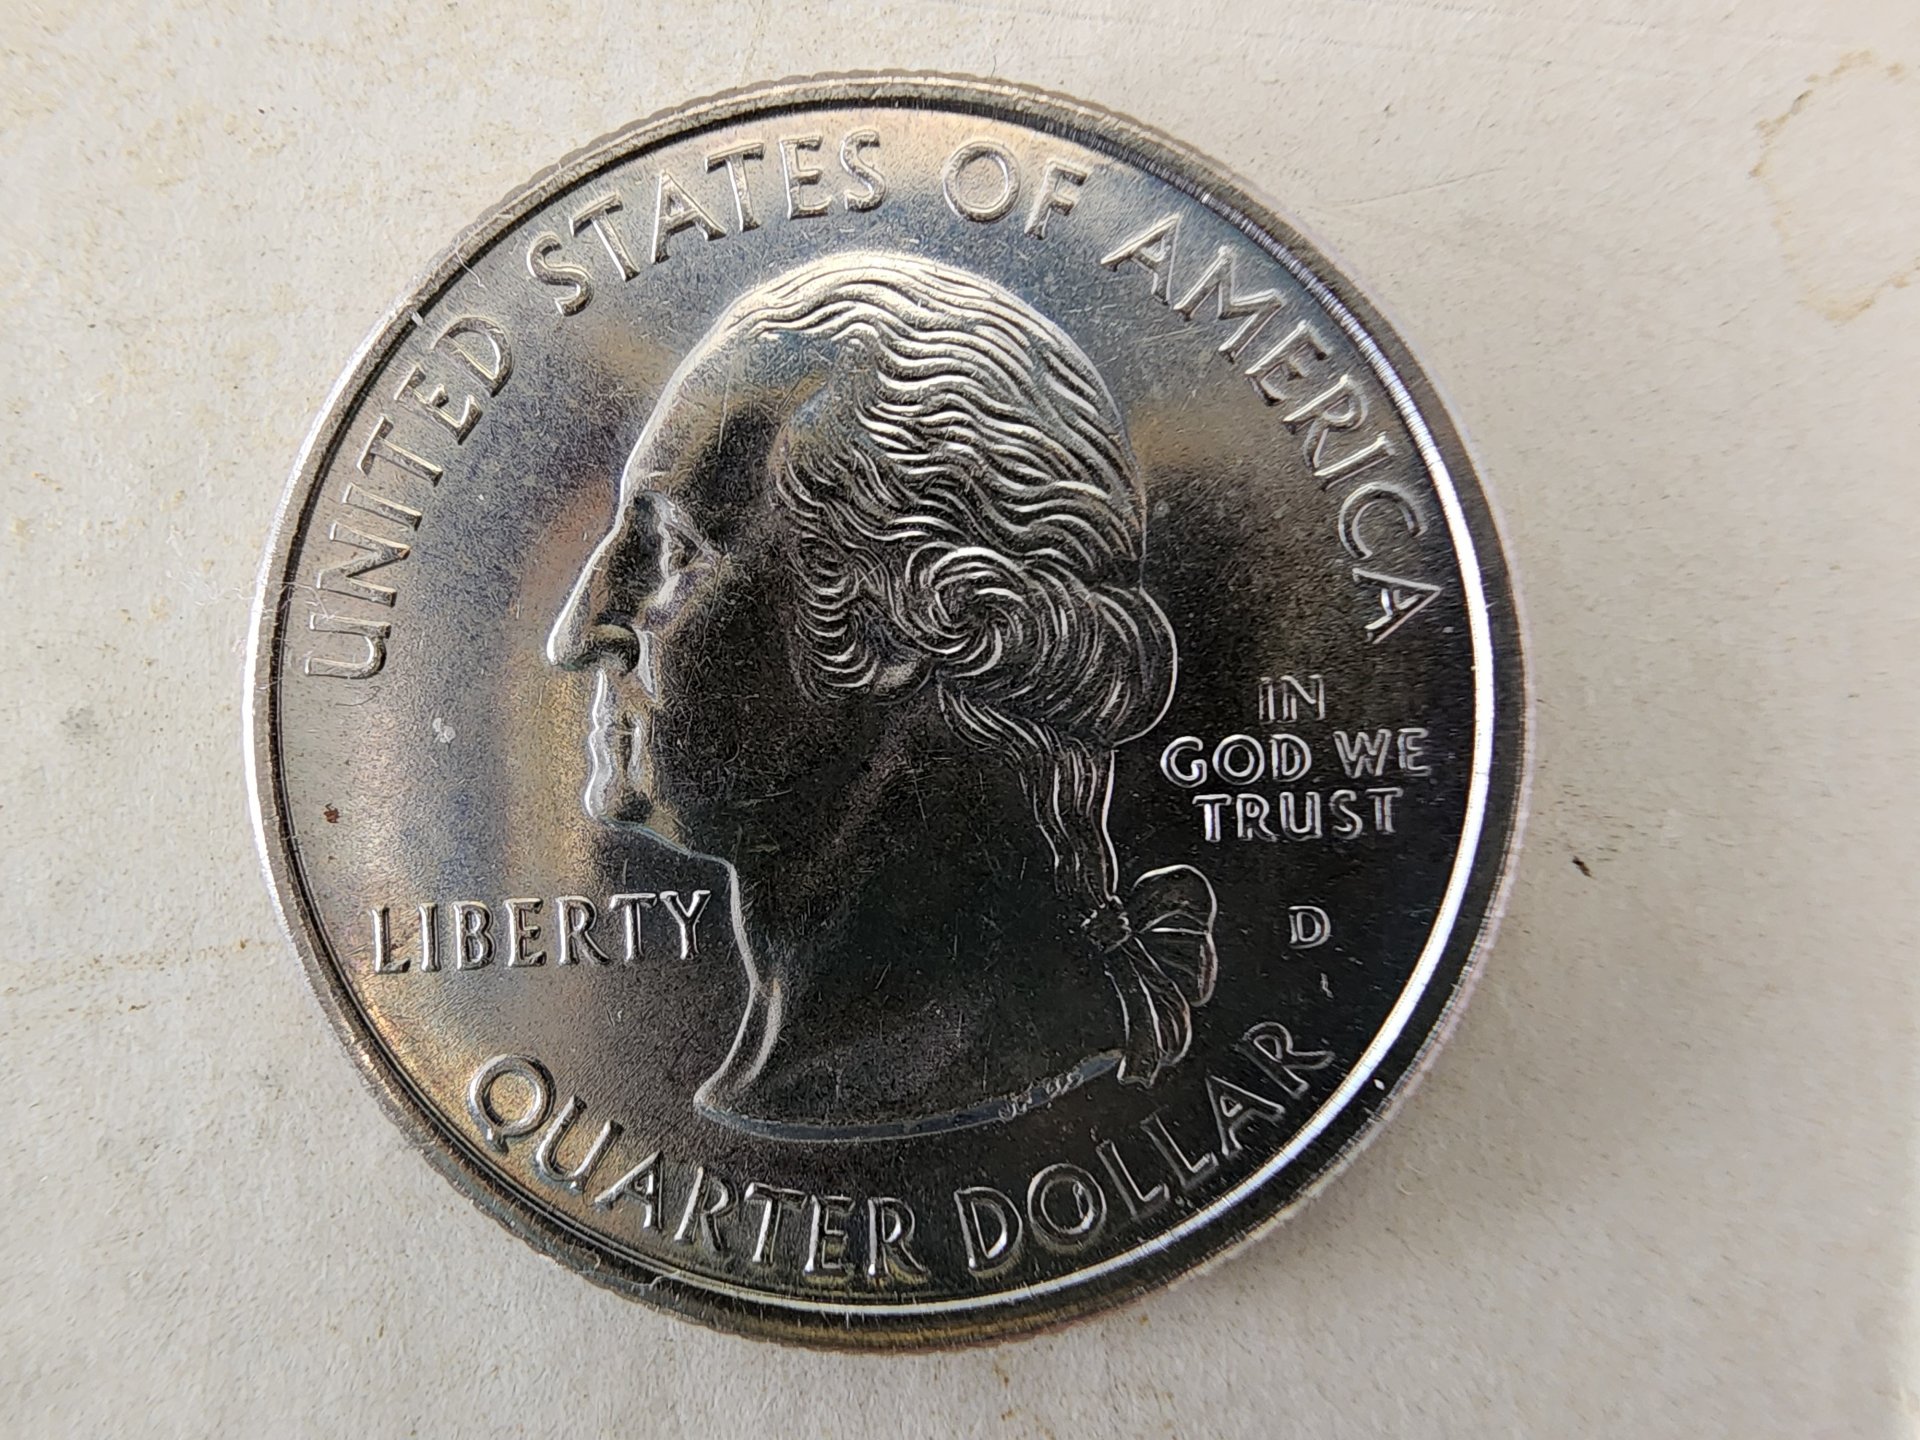 UNITED STATES OF AMERICA
IN
GOD WE
TRUST
LIBERTY
D
QUARTER DOLLAR